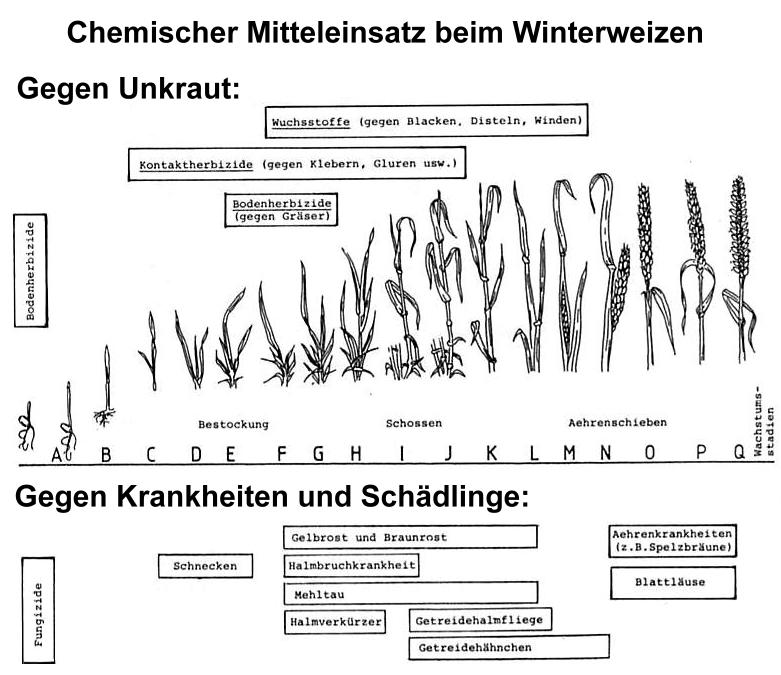 Chemischer Mitteleinsatz beim Winterweizen
Gegen Unkraut:
Wuchsstoffe (gegen Blacken, Disteln, Winden)
Kontaktherbizide (gegen Klebern, Gluren usw.)
Bodenherbizide
(gegen Gräser)
Bodenherbizide
Bestockung
Schossen
Aehrenschieben
Wachstums-
stadien
A B C D E F G H I J K L M N O P Q
Gegen Krankheiten und Schädlinge:
Gelbrost und Braunrost
Aehrenkrankheiten
(z.B.Spelzbräune)
Schnecken
Halmbruchkrankheit
Blattläuse
Mehltau
Fungizide
Halmverkürzer
Getreidehalmfliege
Getreidehähnchen